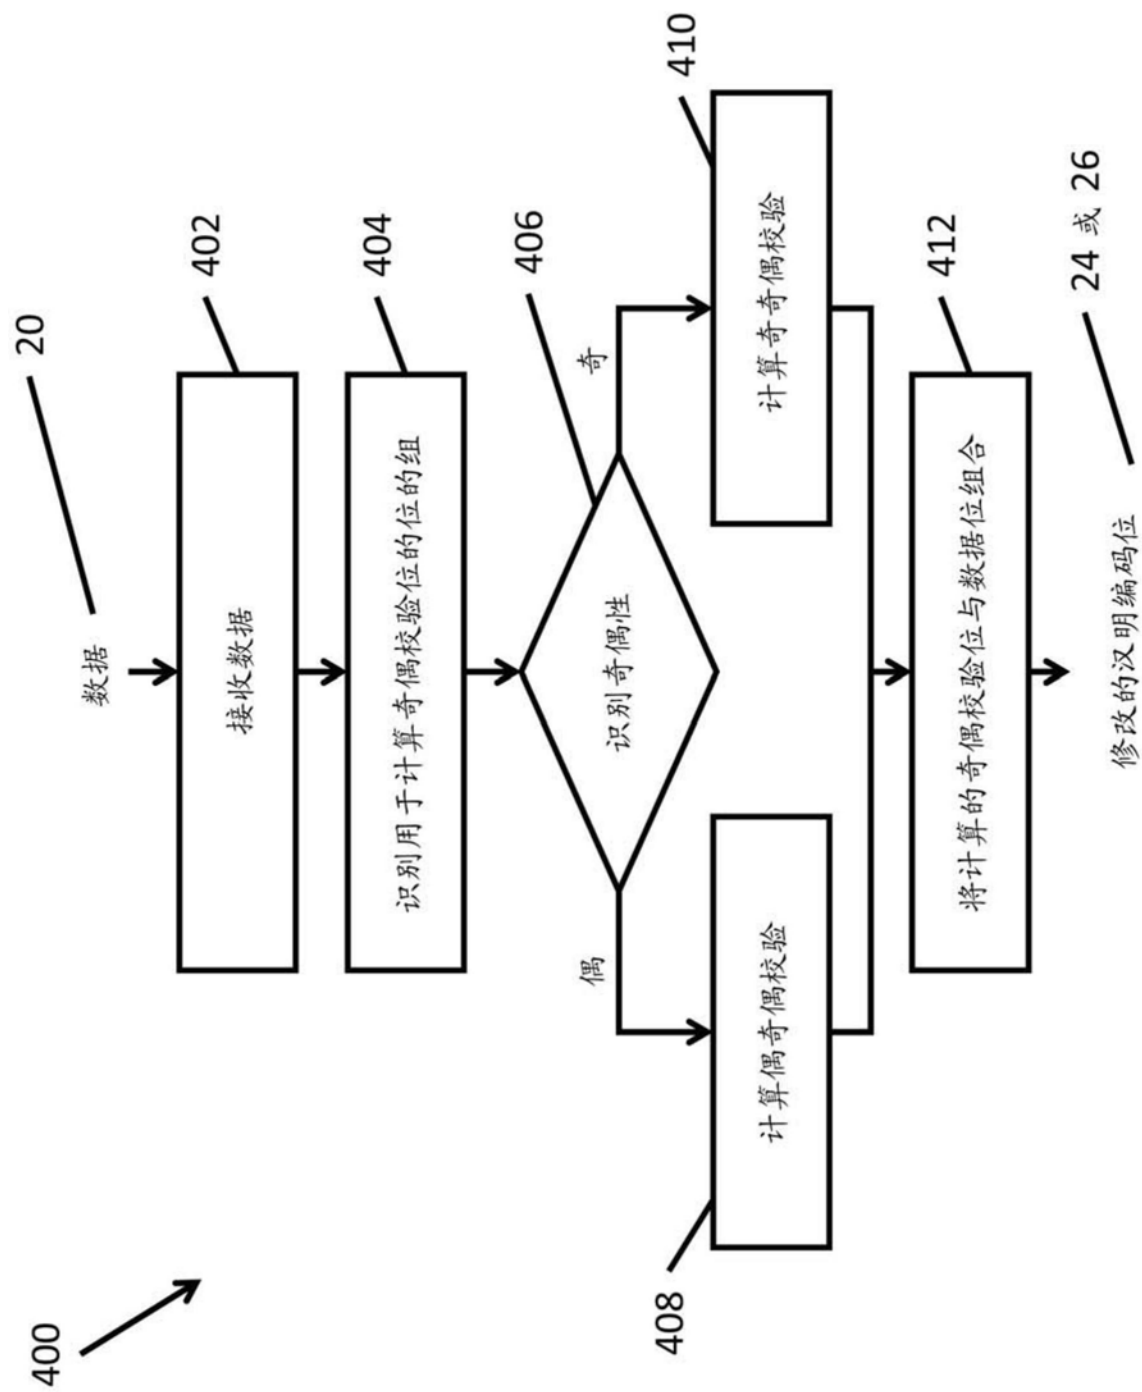 400
数据
20
接收数据
402
识别用于计算奇偶校验位的位的组
404
识别奇偶性
406
偶
奇
计算偶奇偶校验
408
计算奇奇偶校验
410
将计算的奇偶校验位与数据位组合
412
修改的汉明编码位
24 或 26